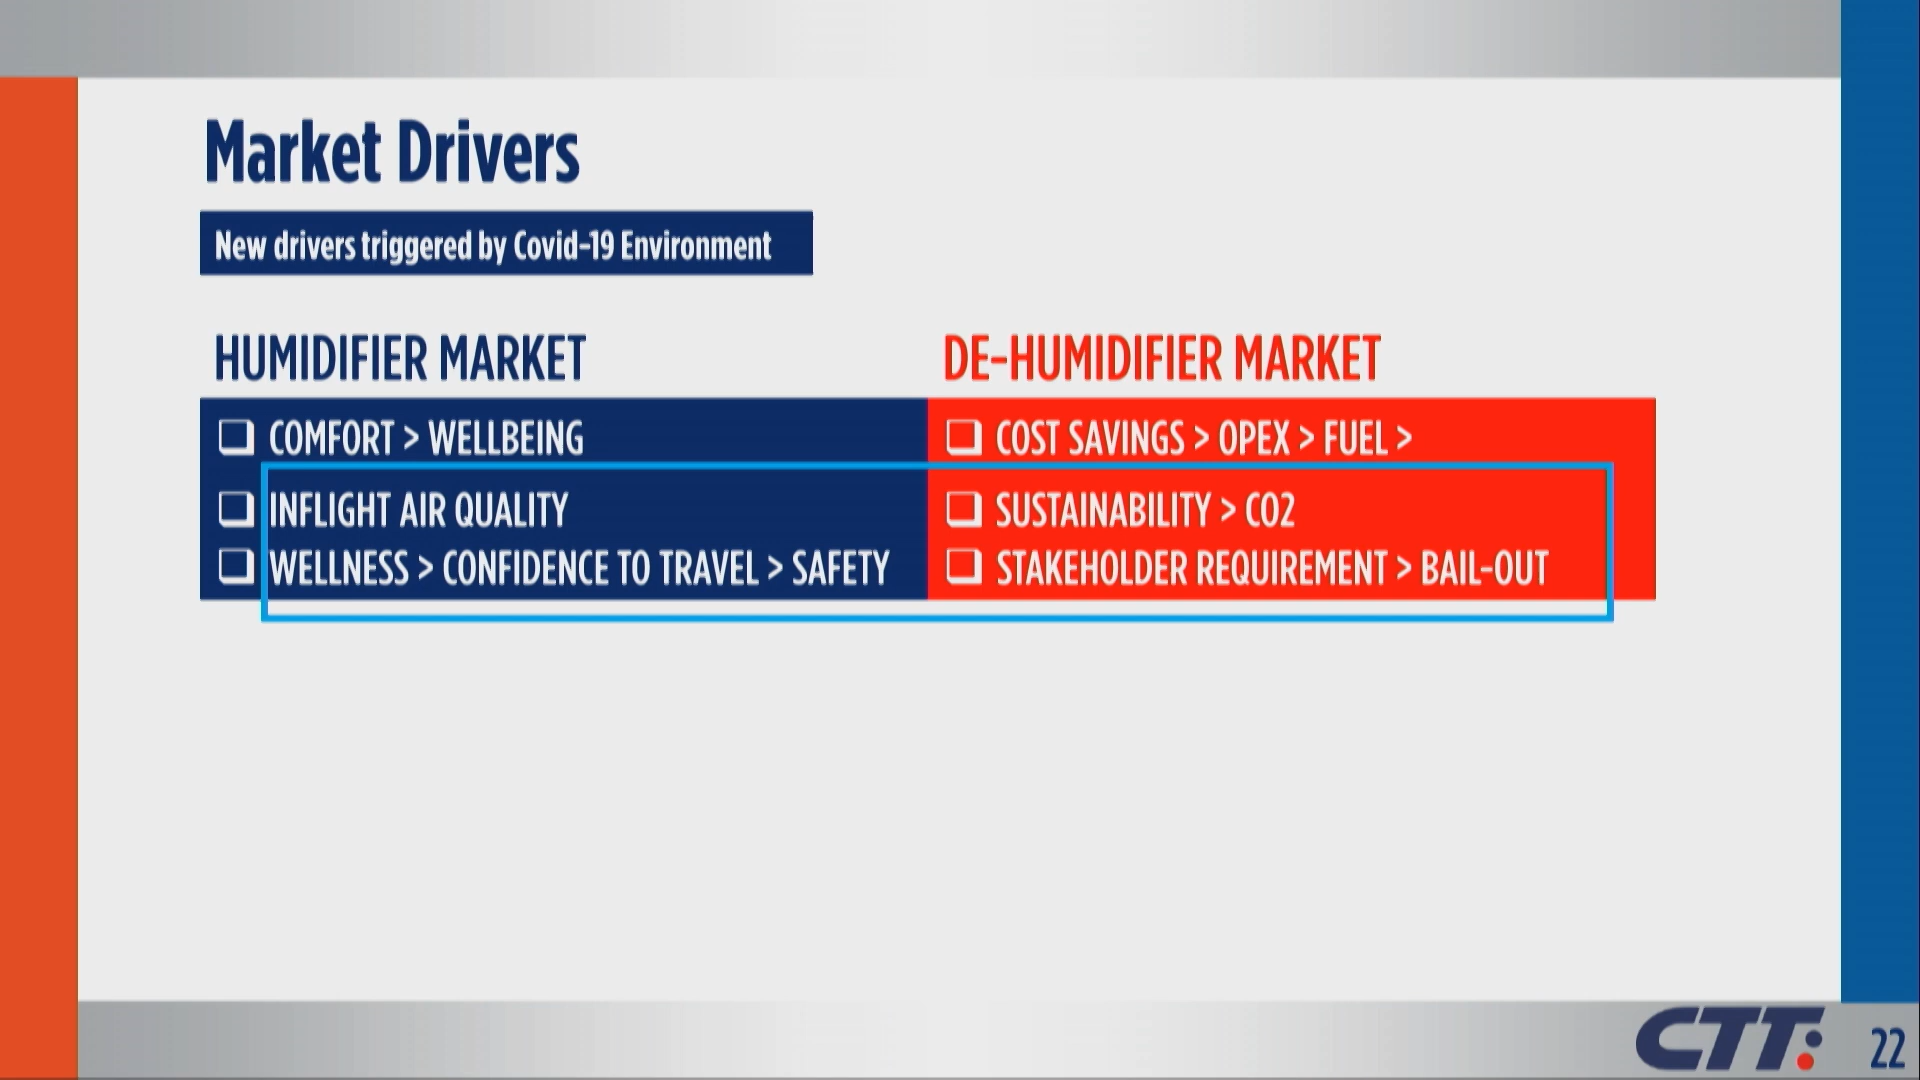 Market Drivers
New drivers triggered by Covid-19 Environment
HUMIDIFIER MARKET
COMFORT > WELLBEING
INFLIGHT AIR QUALITY
WELLNESS > CONFIDENCE TO TRAVEL > SAFETY
DE-HUMIDIFIER MARKET
COST SAVINGS > OPEX > FUEL >
SUSTAINABILITY > CO2
STAKEHOLDER REQUIREMENT > BAIL-OUT
CTT
22